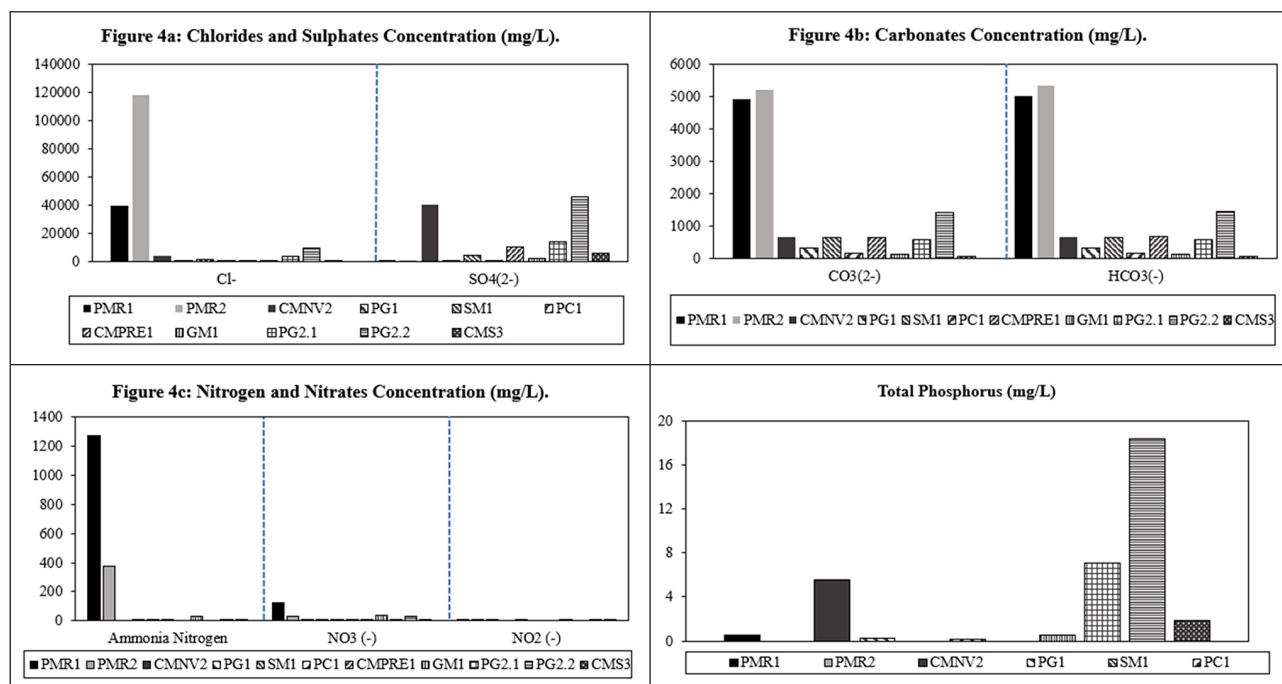 Figure 4a: Chlorides and Sulphates Concentration (mg/L).
140000
120000
100000
80000
60000
40000
20000
0
Cl-
SO4(2-)
PMR1 PMR2 CMNV2 PG1 SM1 PC1
CMPRE1 GM1 PG2.1 PG2.2 CMS3
Figure 4b: Carbonates Concentration (mg/L).
6000
5000
4000
3000
2000
1000
0
CO3(2-)
HCO3(-)
PMR1 PMR2 CMNV2 PG1 SM1 PC1 CMPRE1 GM1 PG2.1 PG2.2 CMS3
Figure 4c: Nitrogen and Nitrates Concentration (mg/L).
1400
1200
1000
800
600
400
200
0
Ammonia Nitrogen
NO3 (-)
NO2 (-)
PMR1 PMR2 CMNV2 PG1 SM1 PC1 CMPRE1 GM1 PG2.1 PG2.2 CMS3
Total Phosphorus (mg/L)
20
16
12
8
4
0
PMR1 PMR2 CMNV2 PG1 SM1 PC1